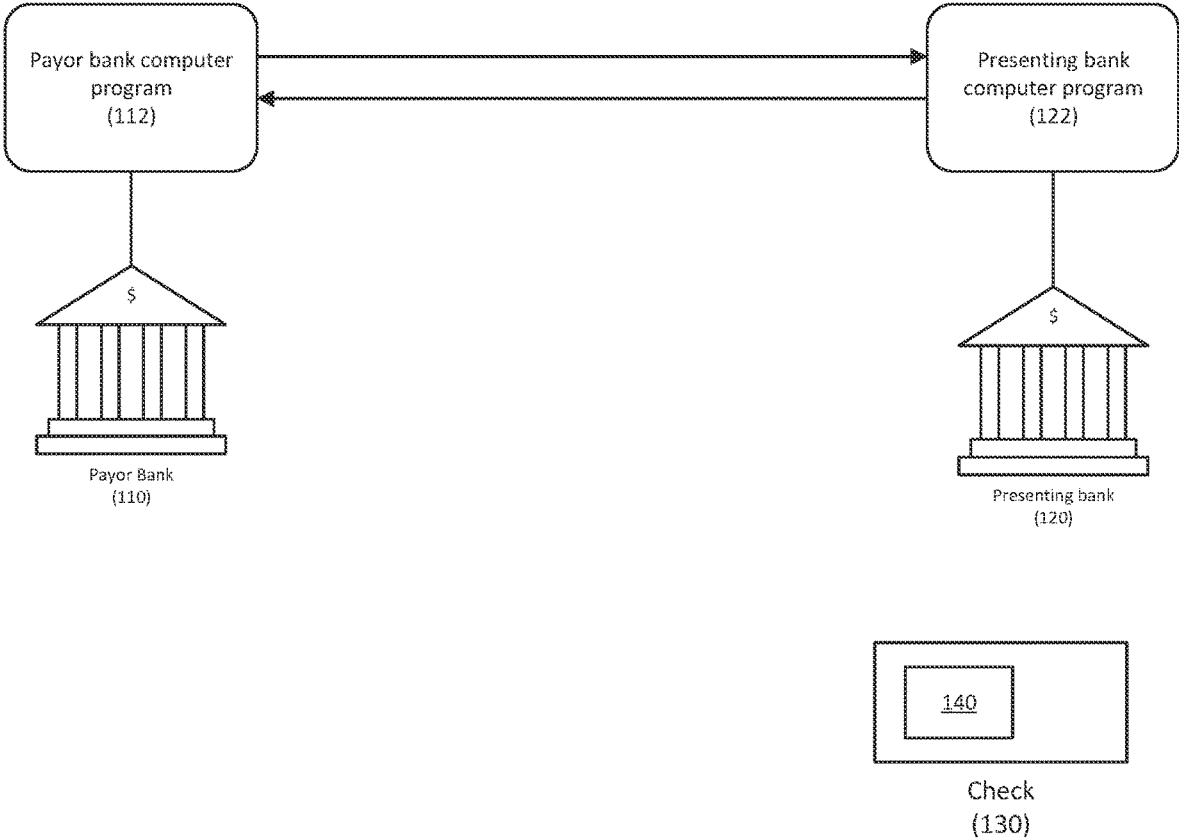 Payor bank computer
program
(112)
Presenting bank
computer program
(122)
$
$
Payor Bank
(110)
Presenting bank
(120)
140
Check
(130)